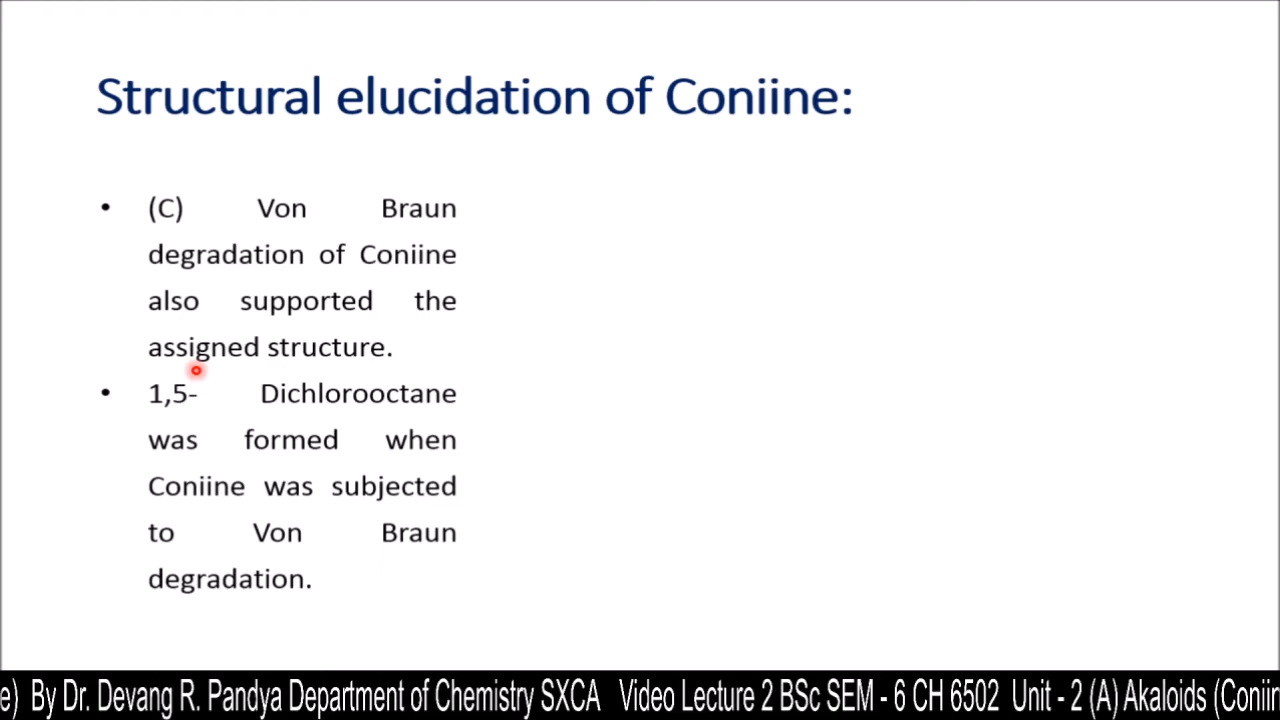 Structural elucidation of Coniine:
• (C) Von Braun
degradation of Coniine
also supported the
assigned structure.
• 1,5- Dichlorooctane
was formed when
Coniine was subjected
to Von Braun
degradation.
e) By Dr. Devang R. Pandya Department of Chemistry SXCA Video Lecture 2 BSc SEM - 6 CH 6502 Unit - 2 (A) Akaloids (Coniin